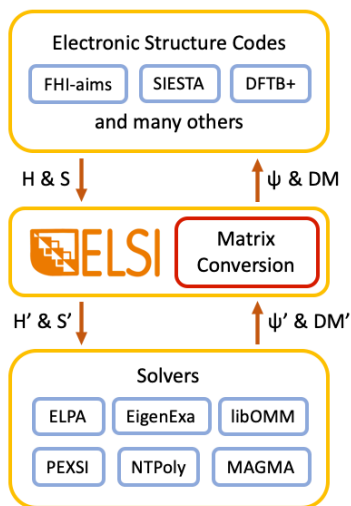 Electronic Structure Codes
FHI-aims SIESTA DFTB+
and many others
H & S ψ & DM
ELSI
Matrix
Conversion
H’ & S’ ψ’ & DM’
Solvers
ELPA EigenExa libOMM
PEXSI NTPoly MAGMA